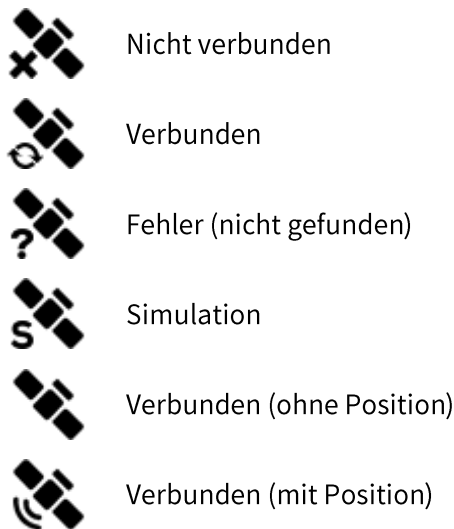 Nicht verbunden
Verbunden
? Fehler (nicht gefunden)
S Simulation
Verbunden (ohne Position)
Verbunden (mit Position)